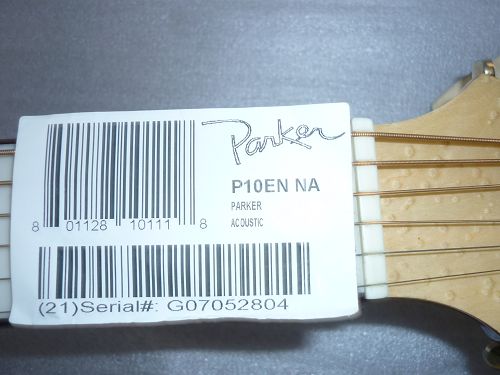 Parker
P10EN NA
PARKER
ACOUSTIC
8 01128 10111 8
(21)Serial#: G07052804